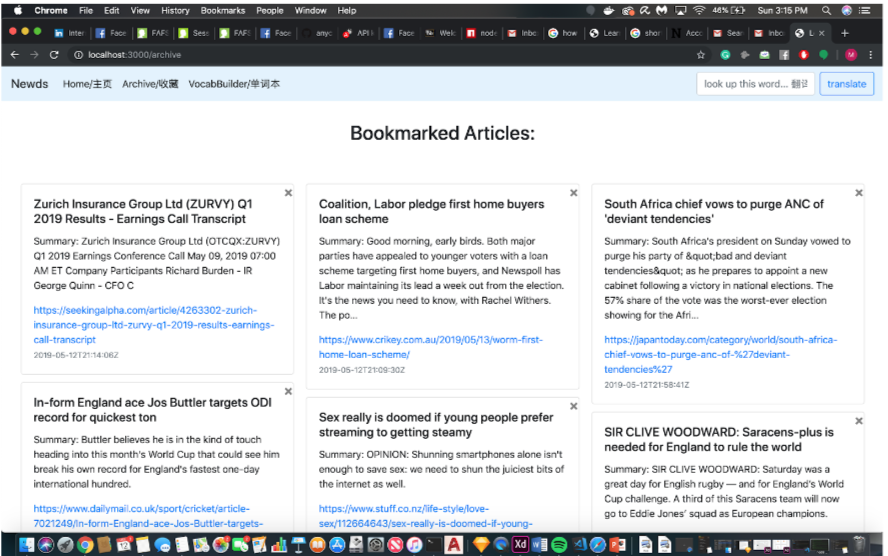 Chrome File Edit View History Bookmarks People Window Help
46% Sun 3:15 PM
localhost:3000/archive
Newds Home/主页 Archive/收藏 VocabBuilder/单词本
look up this word... 翻译
translate
Bookmarked Articles:
Zurich Insurance Group Ltd (ZURVY) Q1
2019 Results - Earnings Call Transcript
Summary: Zurich Insurance Group Ltd (OTCQX:ZURVY)
Q1 2019 Earnings Conference Call May 09, 2019 07:00
AM ET Company Participants Richard Burden - IR
George Quinn - CFO C
https://seekingalpha.com/article/4263302-zurich-
insurance-group-ltd-zurvy-q1-2019-results-earnings-
call-transcript
2019-05-12T21:14:06Z
In-form England ace Jos Buttler targets ODI
record for quickest ton
Summary: Buttler believes he is in the kind of touch
heading into this month's World Cup that could see him
break his own record for England's fastest one-day
international hundred.
https://www.dailymail.co.uk/sport/cricket/article-
7021249/In-form-England-ace-Jos-Buttler-targets-
Coalition, Labor pledge first home buyers
loan scheme
Summary: Good morning, early birds. Both major
parties have appealed to younger voters with a loan
scheme targeting first home buyers, and Newspoll has
Labor maintaining its lead a week out from the election.
It's the news you need to know, with Rachel Withers.
The po...
https://www.crikey.com.au/2019/05/13/worm-first-
home-loan-scheme/
2019-05-12T21:09:30Z
Sex really is doomed if young people prefer
streaming to getting steamy
Summary: OPINION: Shunning smartphones alone isn't
enough to save sex: we need to shun the juiciest bits of
the internet as well.
https://www.stuff.co.nz/life-style/love-
sex/112664643/sex-really-is-doomed-if-young-
South Africa chief vows to purge ANC of
'deviant tendencies'
Summary: South Africa's president on Sunday vowed to
purge his party of &quot;bad and deviant
tendencies&quot; as he prepares to appoint a new
cabinet following a victory in national elections. The
57% share of the vote was the worst-ever election
showing for the Afri...
https://japantoday.com/category/world/south-africa-
chief-vows-to-purge-anc-of-%27deviant-
tendencies%27
2019-05-12T21:58:41Z
SIR CLIVE WOODWARD: Saracens-plus is
needed for England to rule the world
Summary: SIR CLIVE WOODWARD: Saturday was a
great day for English rugby — and for England's World
Cup challenge. A third of this Saracens team will now
go to Eddie Jones' squad as European champions.